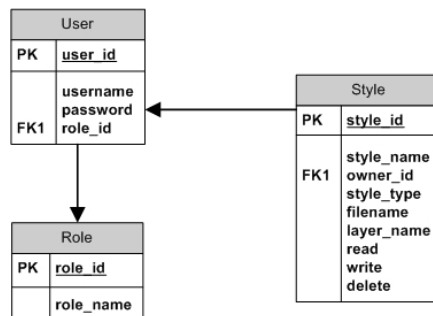 User
PK user_id
username
password
FK1 role_id
Style
PK style_id
style_name
FK1 owner_id
style_type
filename
layer_name
read
write
delete
Role
PK role_id
role_name